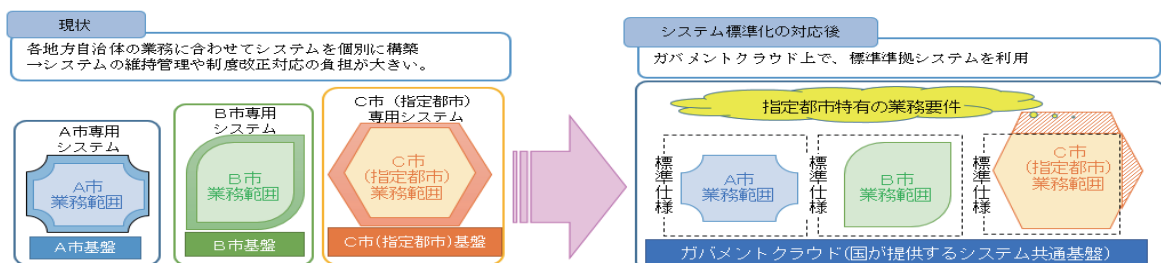 現状
各地方自治体の業務に合わせてシステムを個別に構築
→システムの維持管理や制度改正対応の負担が大きい。
A市専用
システム
A市
業務範囲
A市基盤
B市専用
システム
B市
業務範囲
B市基盤
C市(指定都市)
専用システム
C市
(指定都市)
業務範囲
C市(指定都市)基盤
システム標準化の対応後
ガバメントクラウド上で、標準準拠システムを利用
指定都市特有の業務要件
標準仕様
A市
業務範囲
標準仕様
B市
業務範囲
標準仕様
C市
(指定都市)
業務範囲
ガバメントクラウド(国が提供するシステム共通基盤)